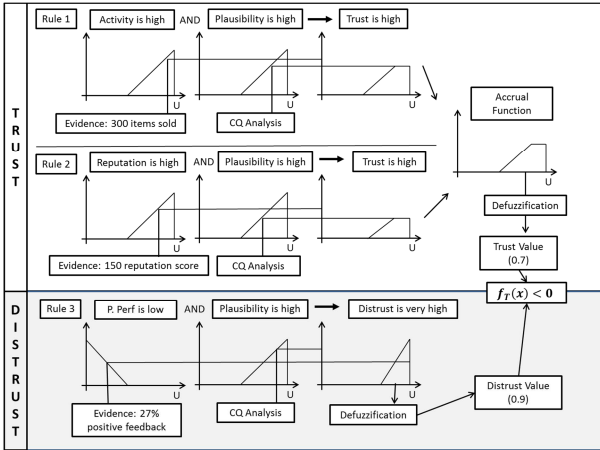 TRUST
Rule 1
Activity is high
AND
Plausibility is high
Trust is high
U
U
U
Evidence: 300 items sold
CQ Analysis
Rule 2
Reputation is high
AND
Plausibility is high
Trust is high
U
U
U
Evidence: 150 reputation score
CQ Analysis
Accrual
Function
U
Defuzzification
Trust Value
(0.7)
f_T(x) < 0
DISTRUST
Rule 3
P. Perf is low
AND
Plausibility is high
Distrust is very high
U
U
U
Evidence: 27%
positive feedback
CQ Analysis
Defuzzification
Distrust Value
(0.9)